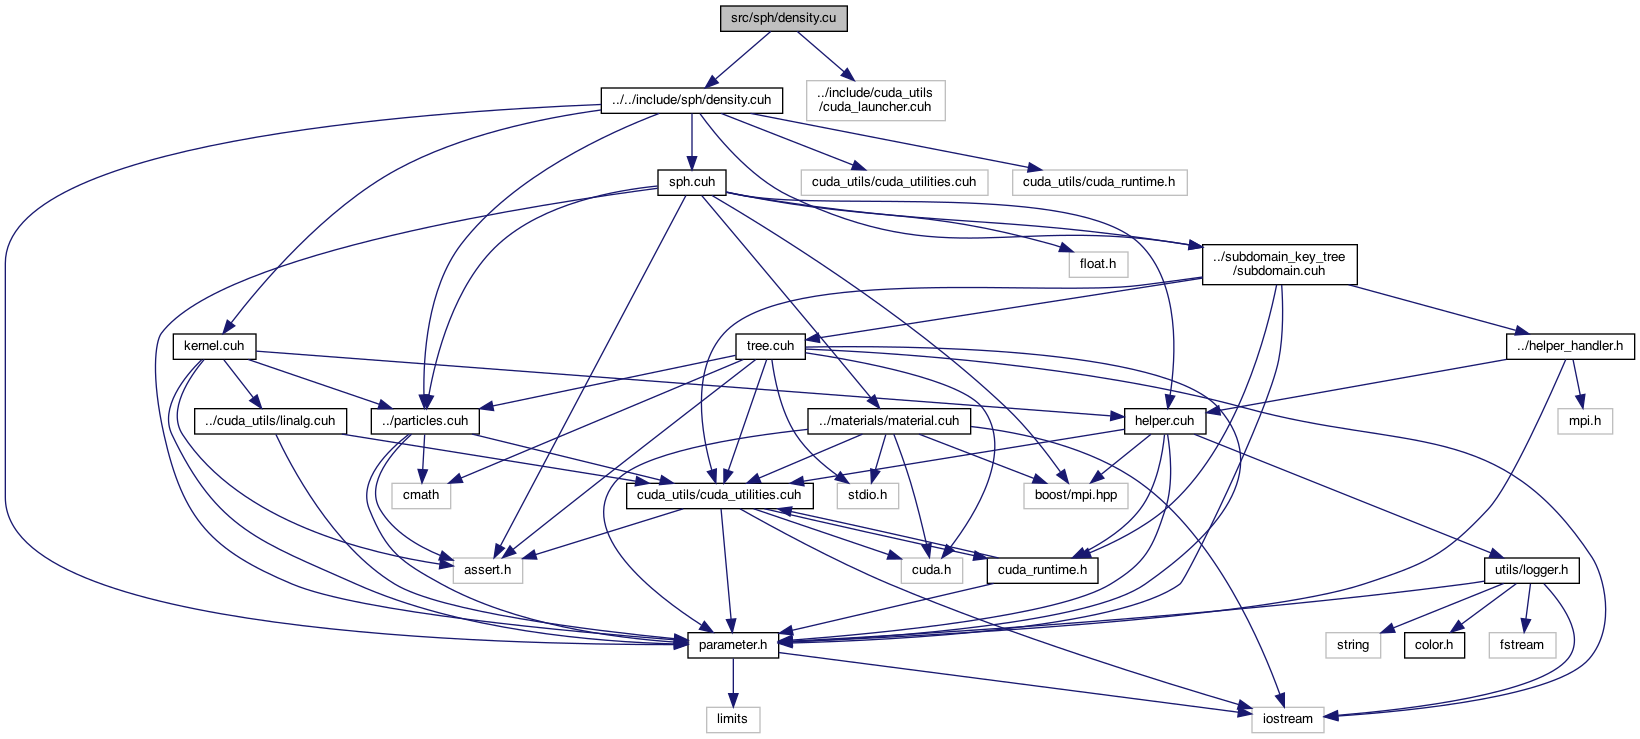 src/sph/density.cu
../../include/sph/density.cuh
../include/cuda_utils
/cuda_launcher.cuh
sph.cuh
cuda_utils/cuda_utilities.cuh
cuda_utils/cuda_runtime.h
float.h
../subdomain_key_tree
/subdomain.cuh
kernel.cuh
tree.cuh
../helper_handler.h
../cuda_utils/linalg.cuh
../particles.cuh
../materials/material.cuh
helper.cuh
mpi.h
cmath
cuda_utils/cuda_utilities.cuh
stdio.h
boost/mpi.hpp
assert.h
cuda.h
cuda_runtime.h
utils/logger.h
parameter.h
string
color.h
fstream
limits
iostream